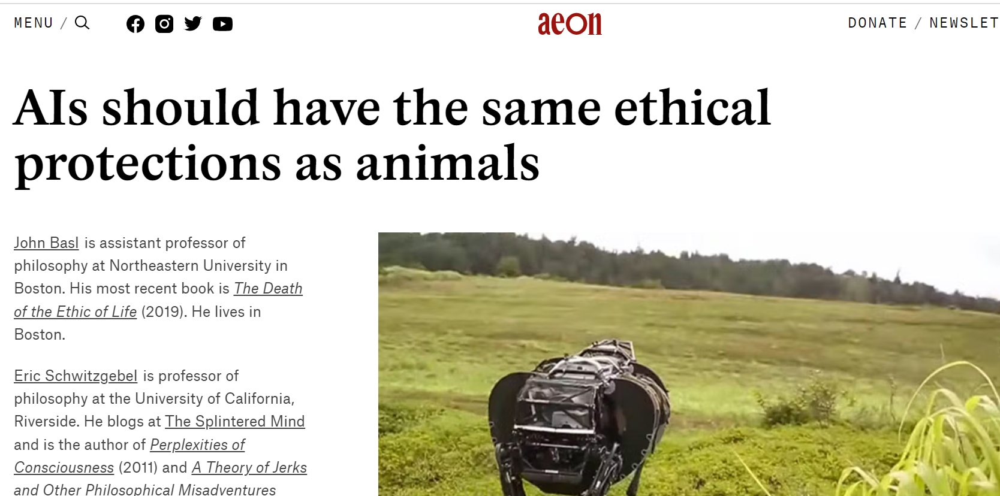 MENU /
aeon
DONATE / NEWSLET
AIs should have the same ethical
protections as animals
John Basl is assistant professor of
philosophy at Northeastern University in
Boston. His most recent book is The Death
of the Ethic of Life (2019). He lives in
Boston.
Eric Schwitzgebel is professor of
philosophy at the University of California,
Riverside. He blogs at The Splintered Mind
and is the author of Perplexities of
Consciousness (2011) and A Theory of Jerks
and Other Philosophical Misadventures